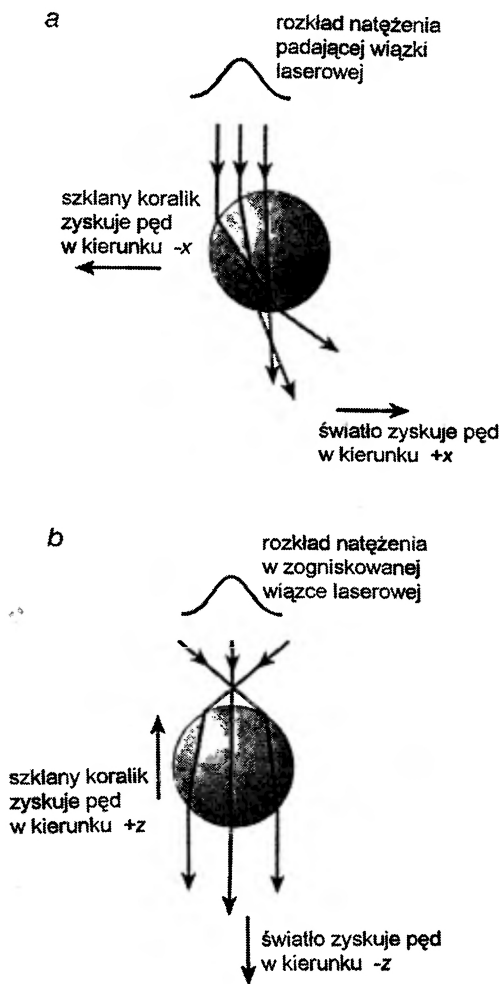 a
rozkład natężenia
padającej wiązki
laserowej
szklany koralik
zyskuje pęd
w kierunku -x
światło zyskuje pęd
w kierunku +x
b
rozkład natężenia
w zogniskowanej
wiązce laserowej
szklany koralik
zyskuje pęd
w kierunku +z
światło zyskuje pęd
w kierunku -z